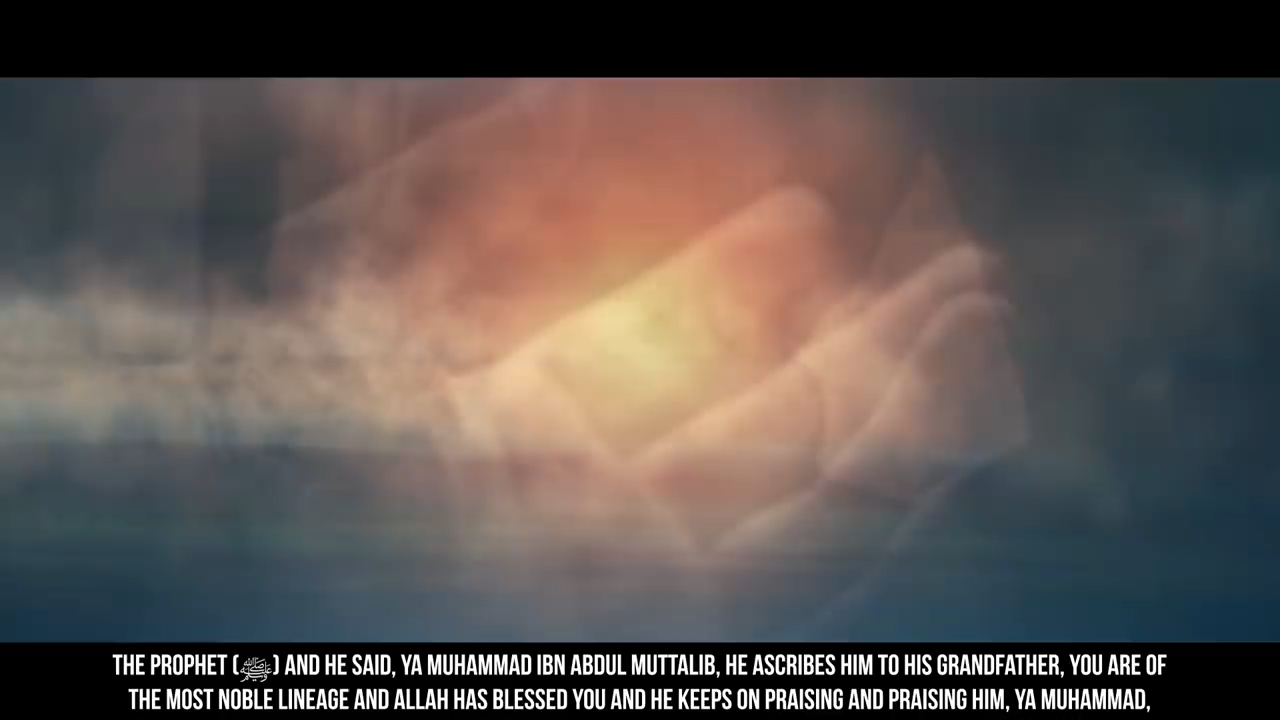 THE PROPHET (ﷺ) AND HE SAID, YA MUHAMMAD IBN ABDUL MUTTALIB, HE ASCRIBES HIM TO HIS GRANDFATHER, YOU ARE OF
THE MOST NOBLE LINEAGE AND ALLAH HAS BLESSED YOU AND HE KEEPS ON PRAISING AND PRAISING HIM, YA MUHAMMAD,